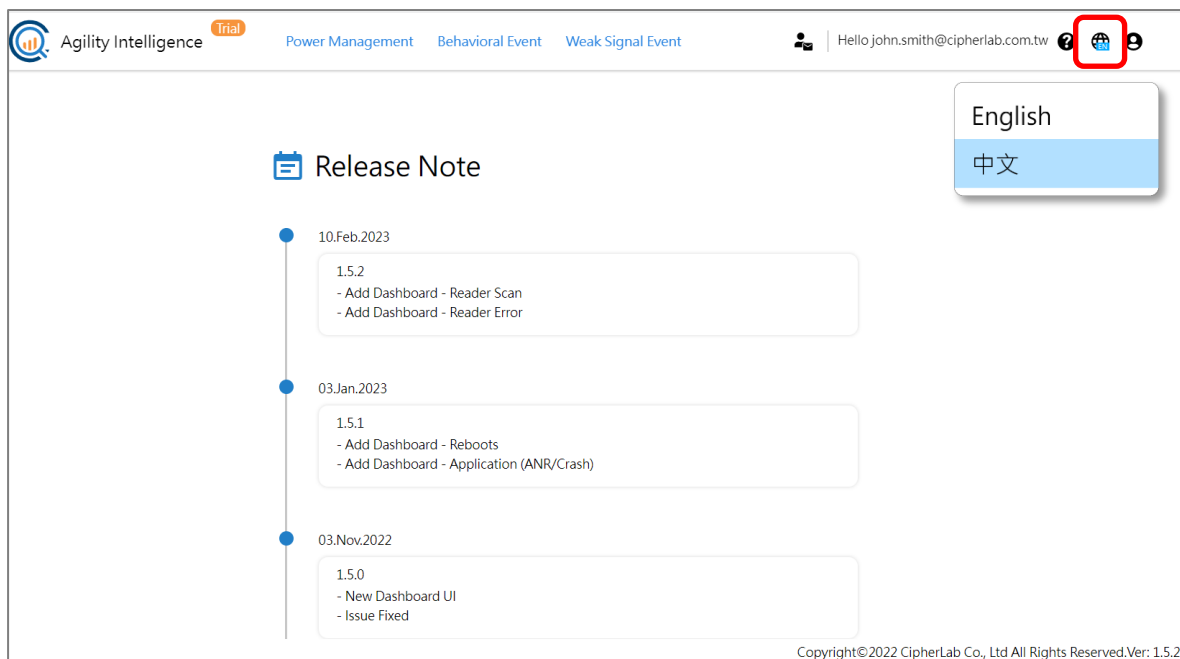 Agility Intelligence Trial Power Management Behavioral Event Weak Signal Event Hello john.smith@cipherlab.com.tw ? EN
English
中文
Release Note
10.Feb.2023
1.5.2
- Add Dashboard - Reader Scan
- Add Dashboard - Reader Error
03.Jan.2023
1.5.1
- Add Dashboard - Reboots
- Add Dashboard - Application (ANR/Crash)
03.Nov.2022
1.5.0
- New Dashboard UI
- Issue Fixed
Copyright©2022 CipherLab Co., Ltd All Rights Reserved.Ver: 1.5.2